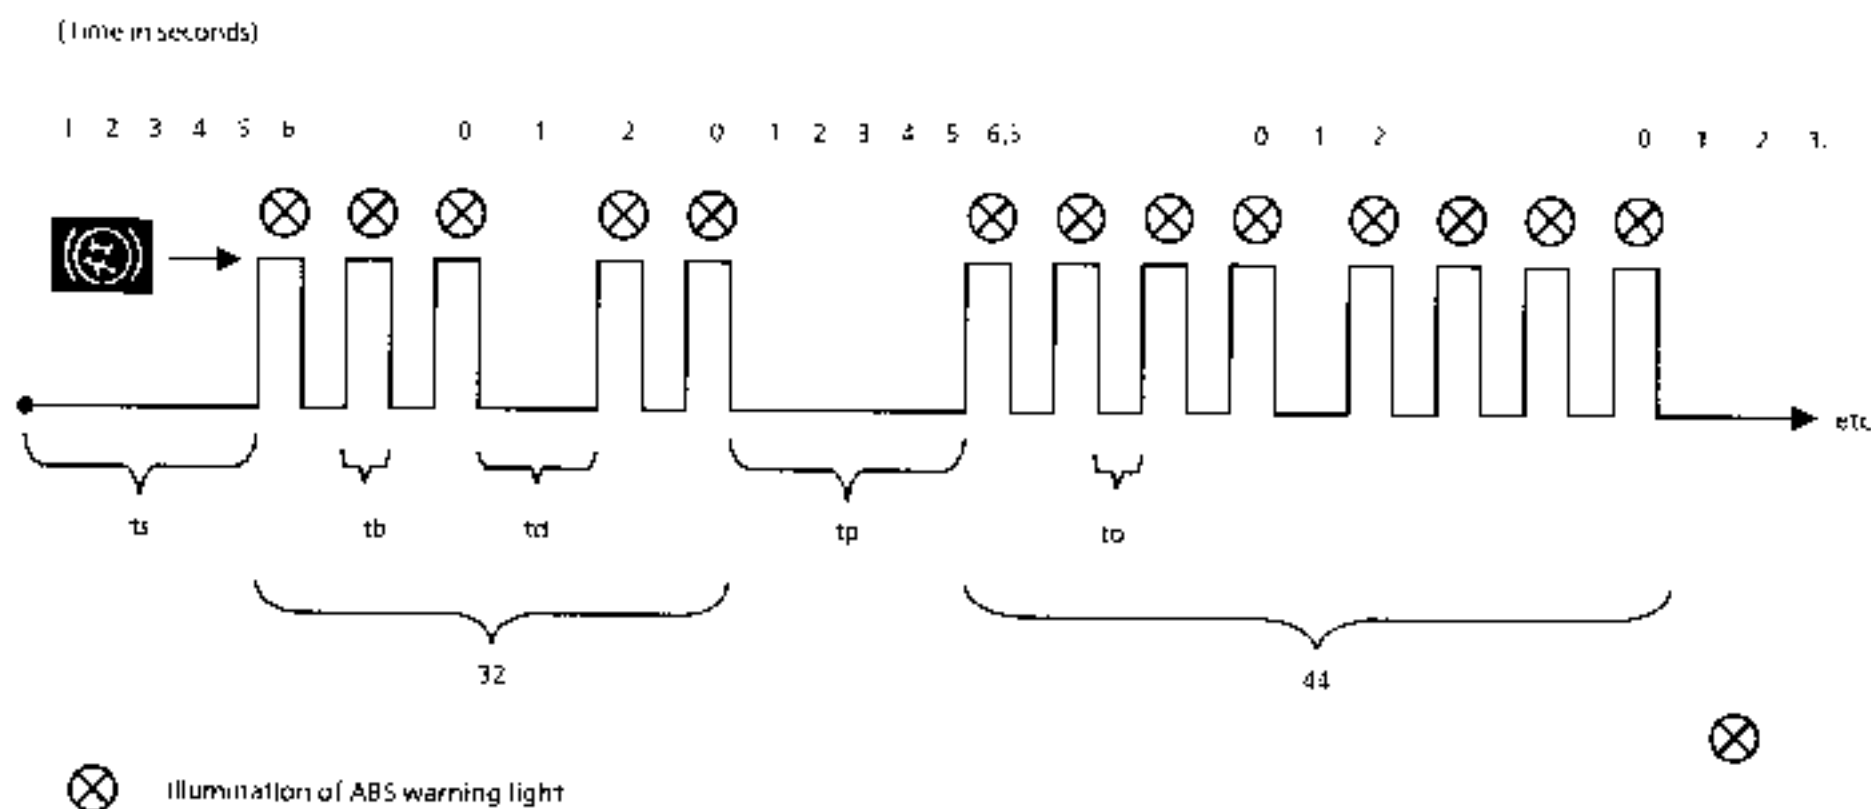 (Time in seconds)
1 2 3 4 5 6 0 1 2 0 1 2 3 4 5 6,5 0 1 2 0 1 2 3.
etc
ts tb td tp to
32 44
Illumination of ABS warning light